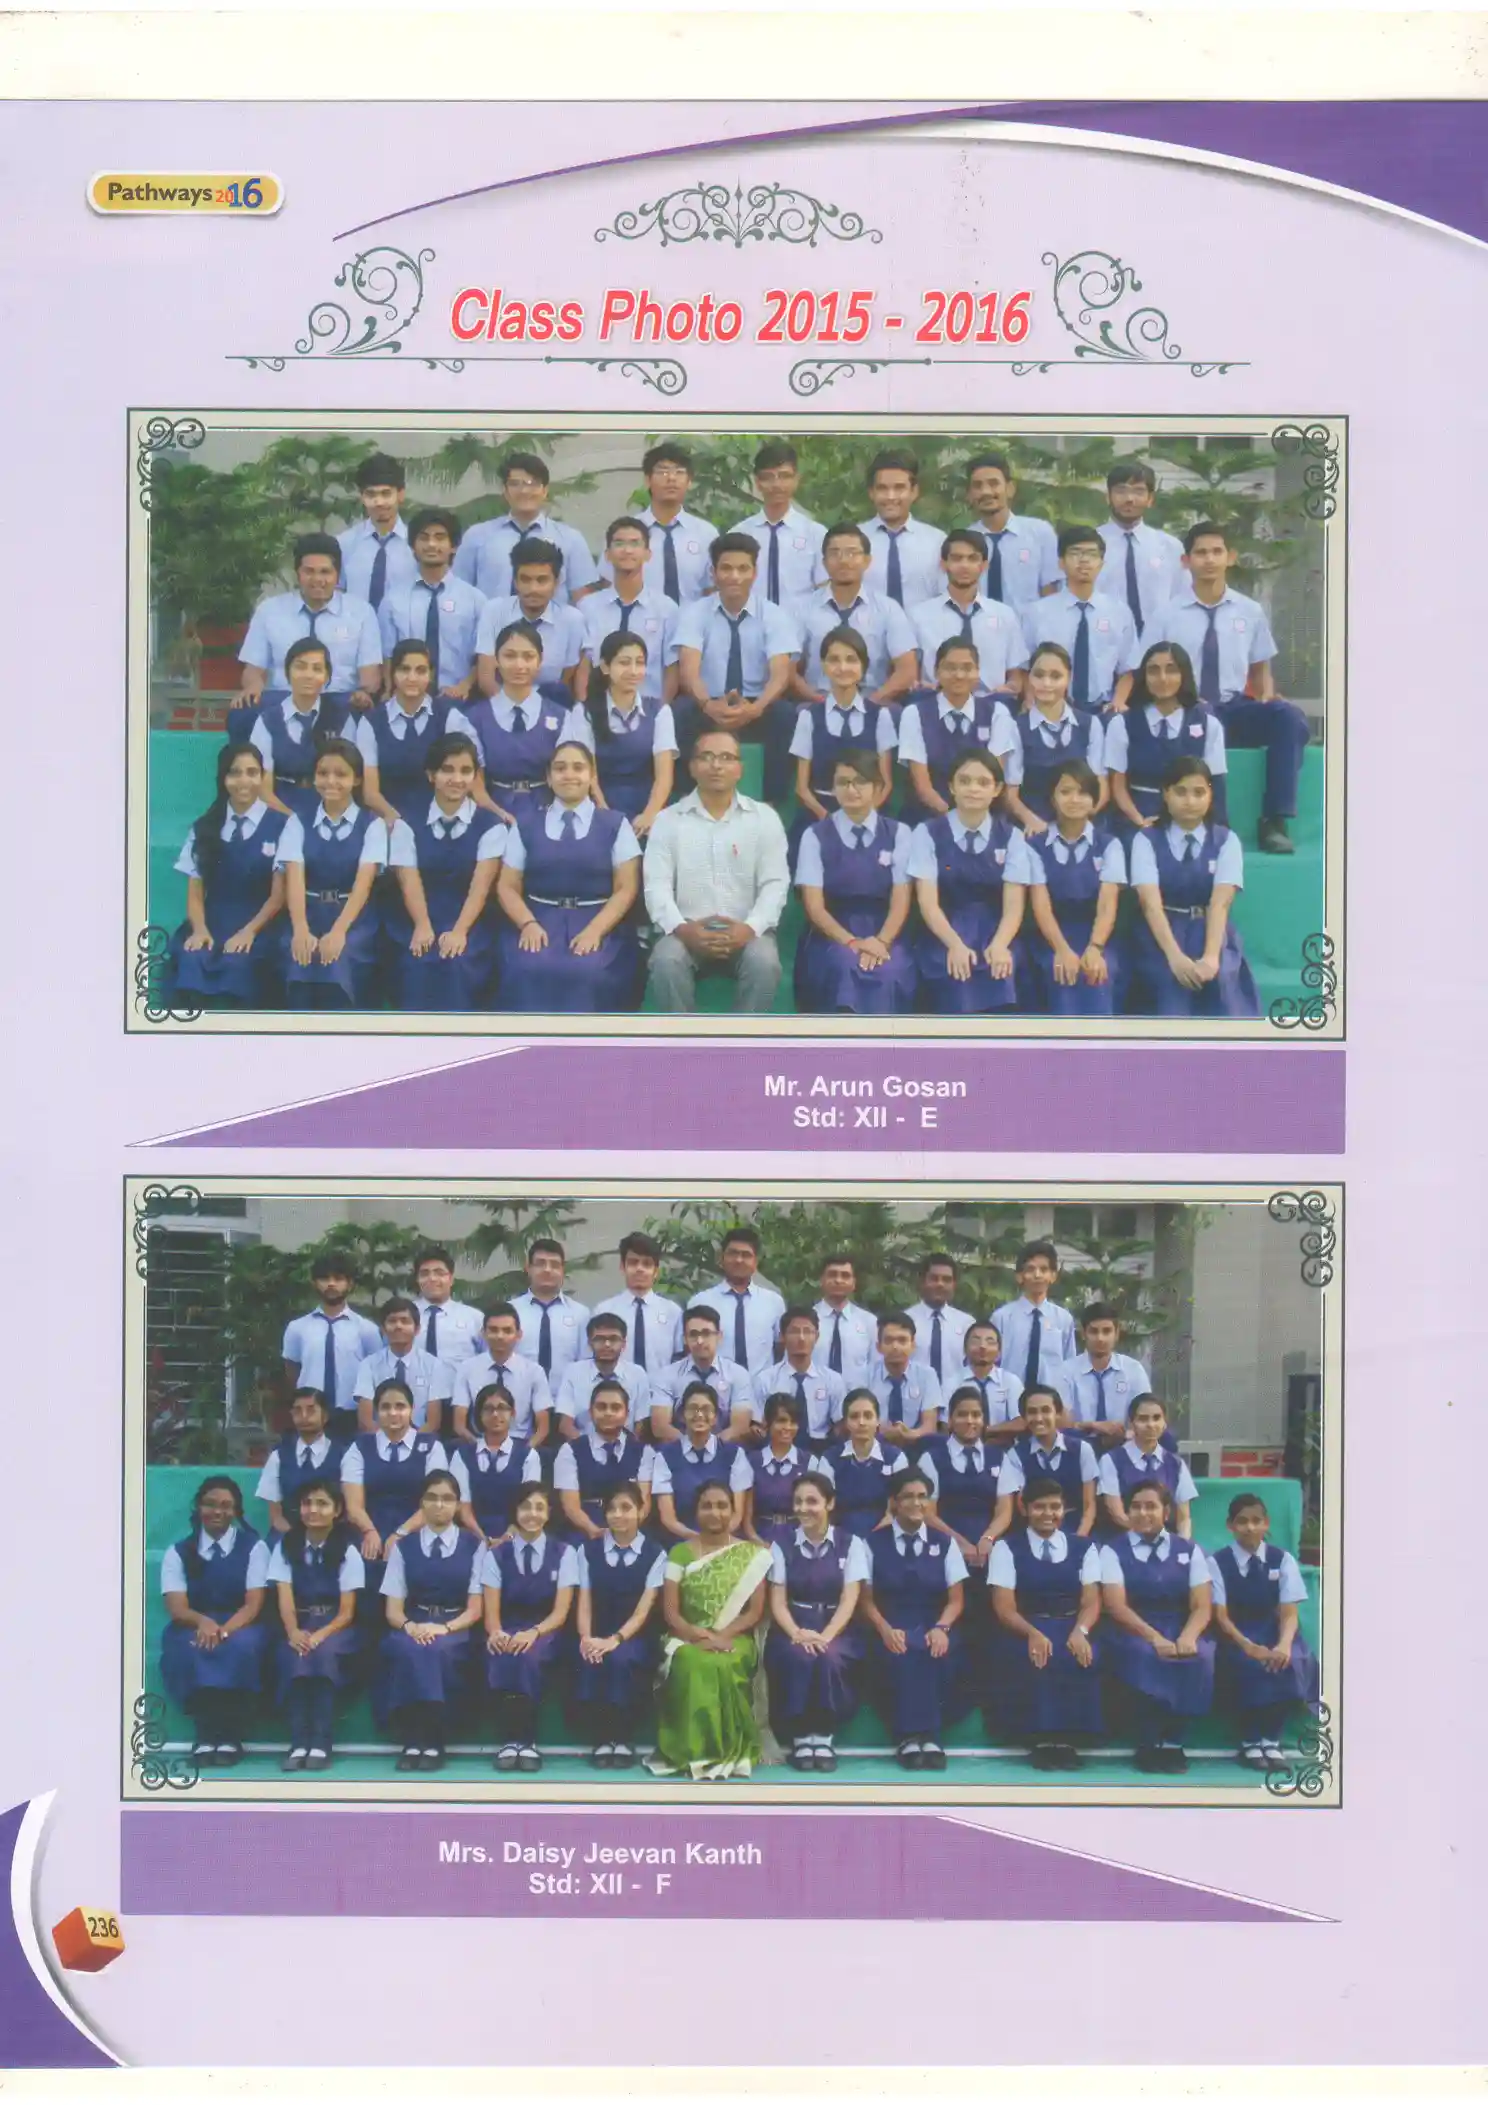 Pathways 2016
Class Photo 2015 - 2016
Mr. Arun Gosan
Std: XII - E
Mrs. Daisy Jeevan Kanth
Std: XII - F
236